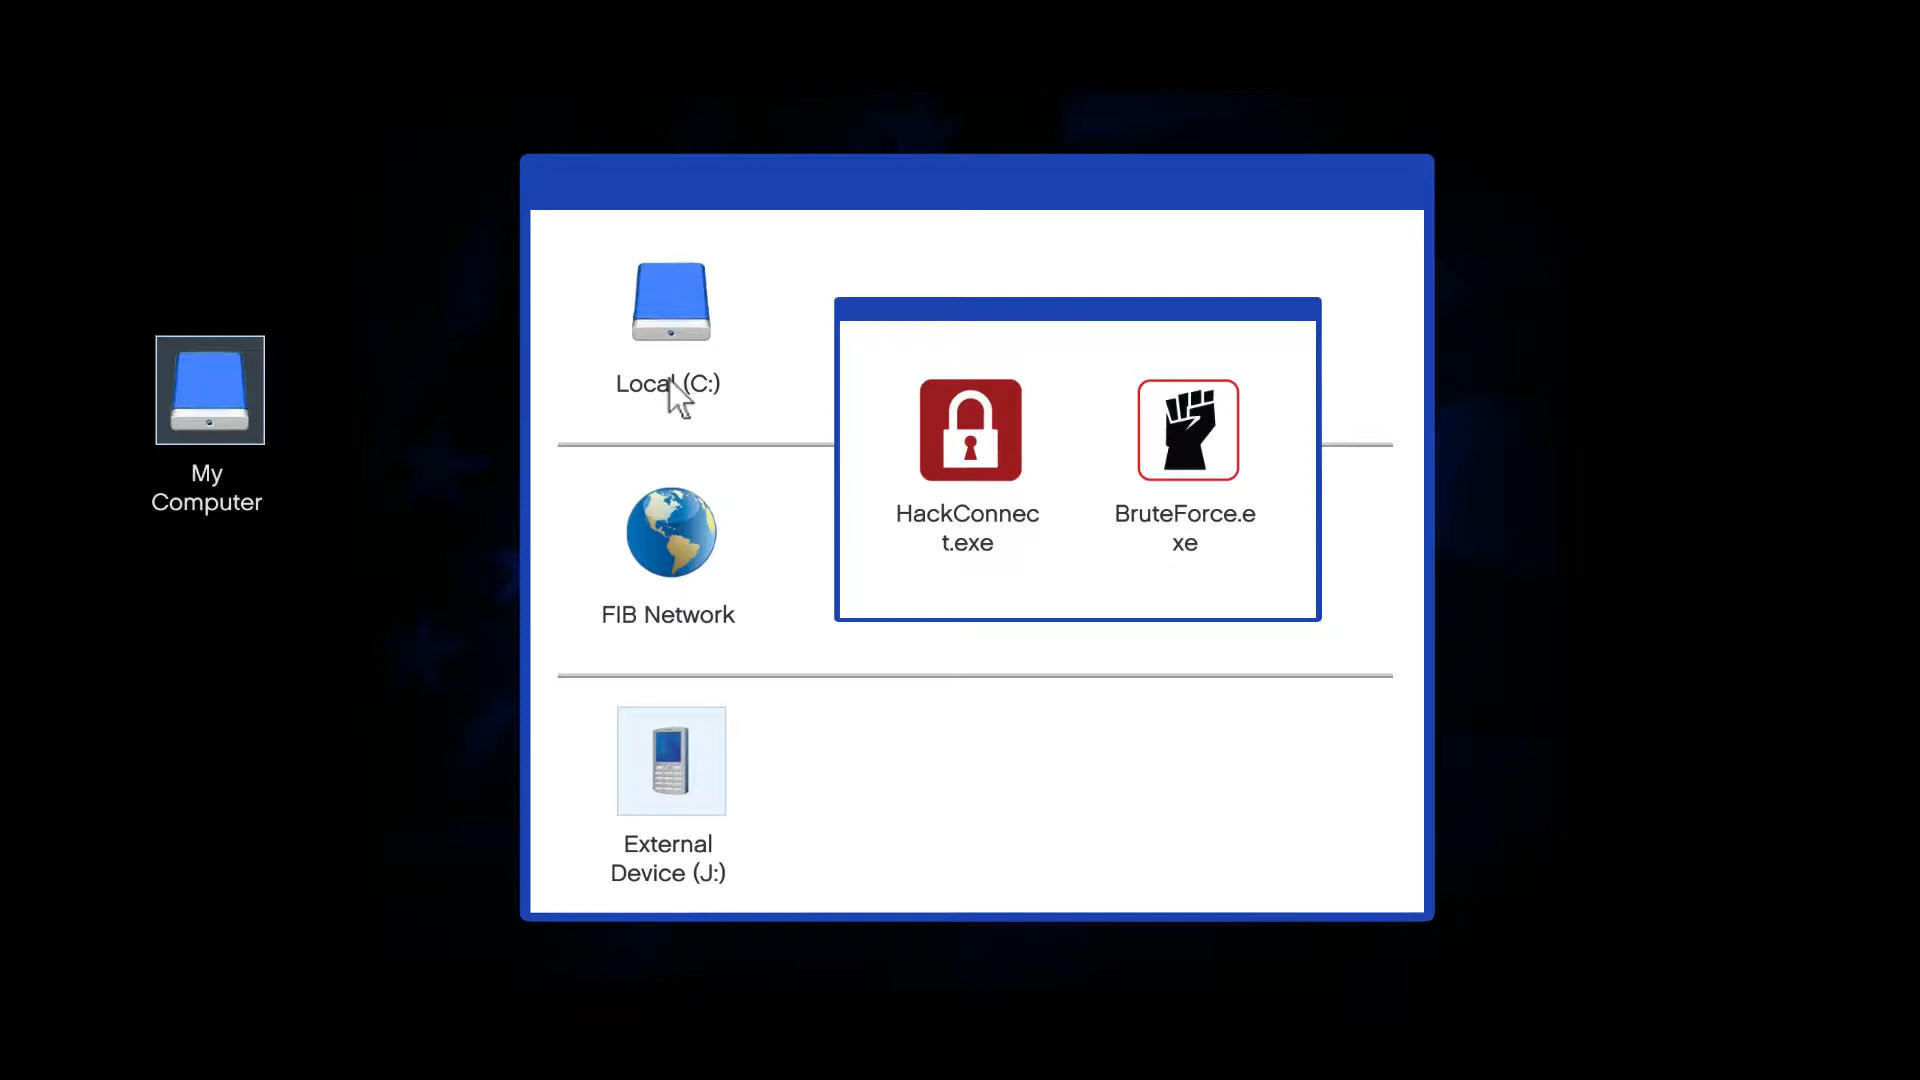 My
Computer
Local (C:)
FIB Network
External
Device (J:)
HackConnec
t.exe
BruteForce.e
xe